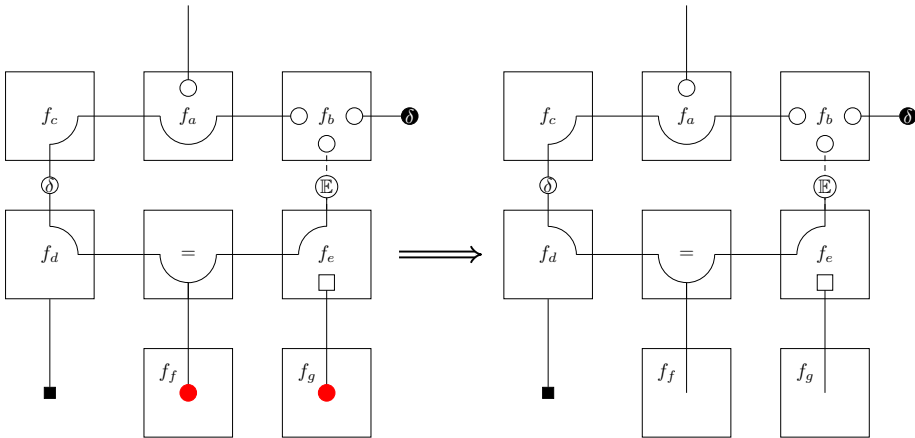 f_c f_a f_b δ f_c f_a f_b δ
δ 𝔼 δ 𝔼
f_d = f_e f_d = f_e
f_f f_g f_f f_g